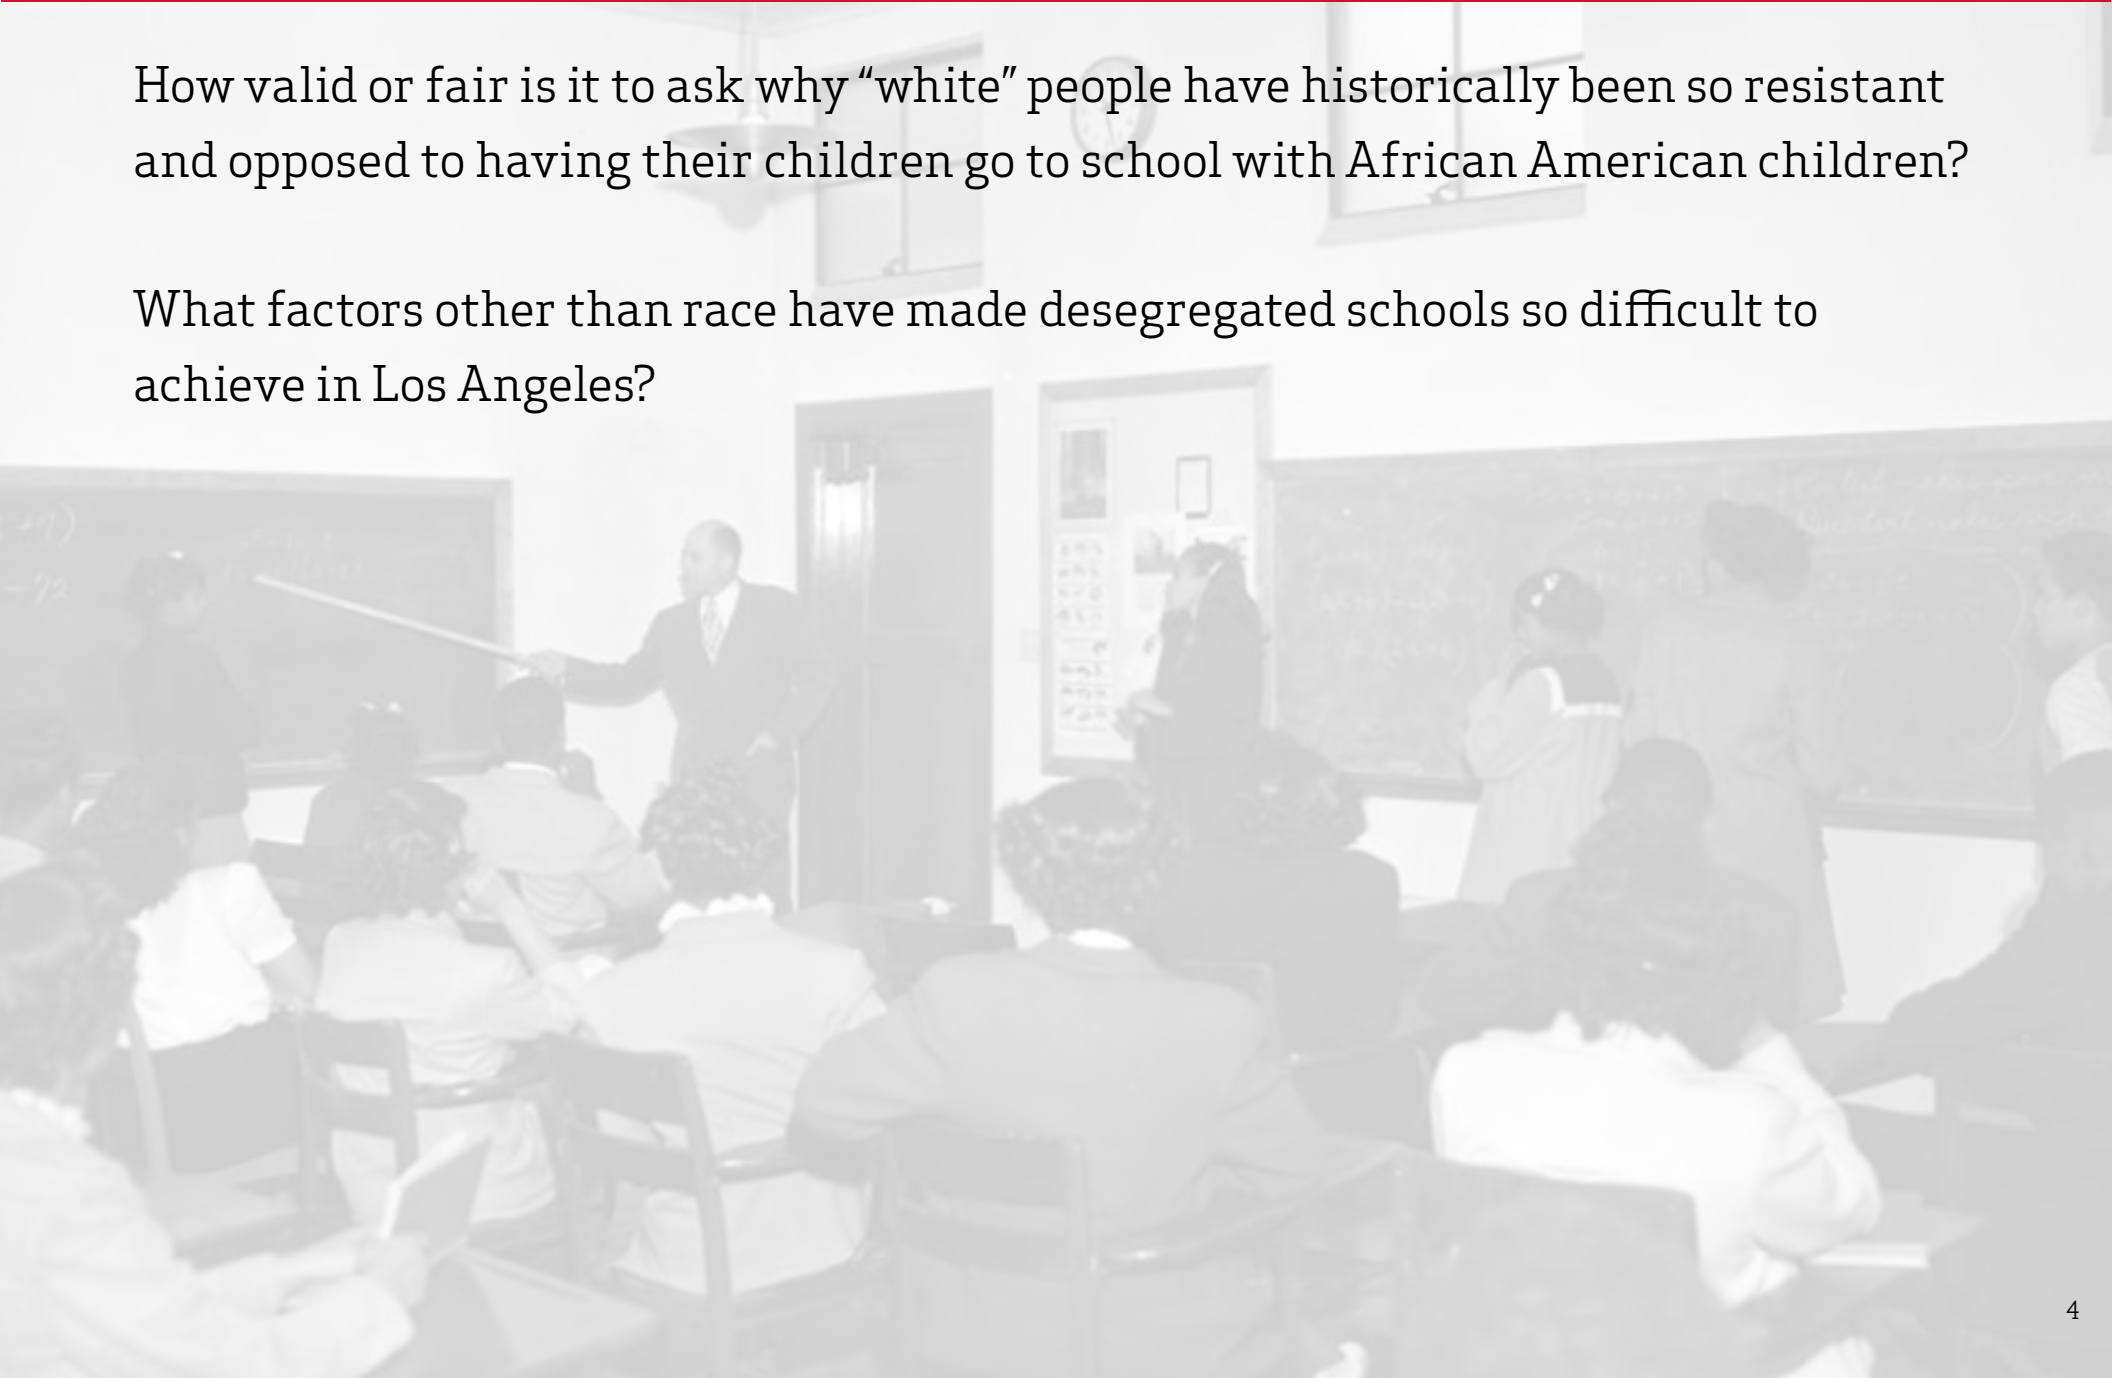 How valid or fair is it to ask why “white” people have historically been so resistant
and opposed to having their children go to school with African American children?
What factors other than race have made desegregated schools so difficult to
achieve in Los Angeles?
4